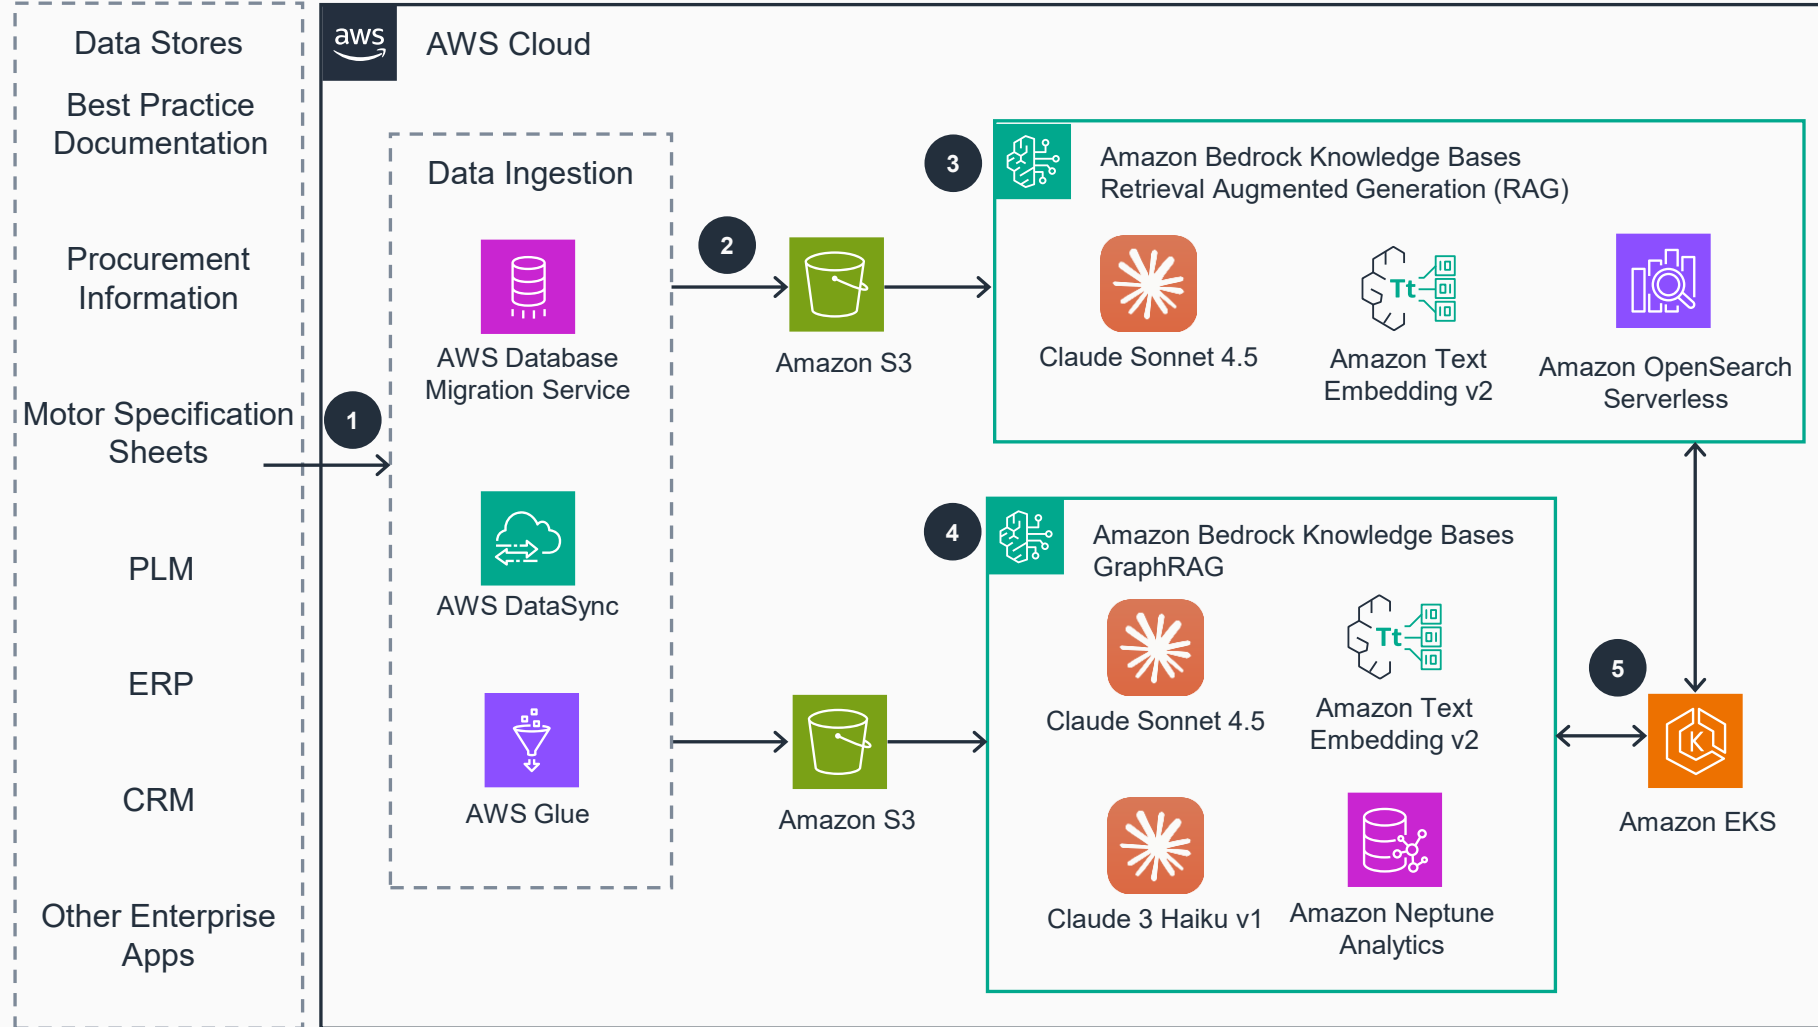 Data Stores
Best Practice
Documentation
Procurement
Information
Motor Specification
Sheets
PLM
ERP
CRM
Other Enterprise
Apps
aws
AWS Cloud
1
Data Ingestion
AWS Database
Migration Service
AWS DataSync
AWS Glue
2
Amazon S3
Amazon S3
3
Amazon Bedrock Knowledge Bases
Retrieval Augmented Generation (RAG)
Claude Sonnet 4.5
Tt
Amazon Text
Embedding v2
Amazon OpenSearch
Serverless
4
Amazon Bedrock Knowledge Bases
GraphRAG
Claude Sonnet 4.5
Tt
Amazon Text
Embedding v2
Claude 3 Haiku v1
Amazon Neptune
Analytics
5
K
Amazon EKS